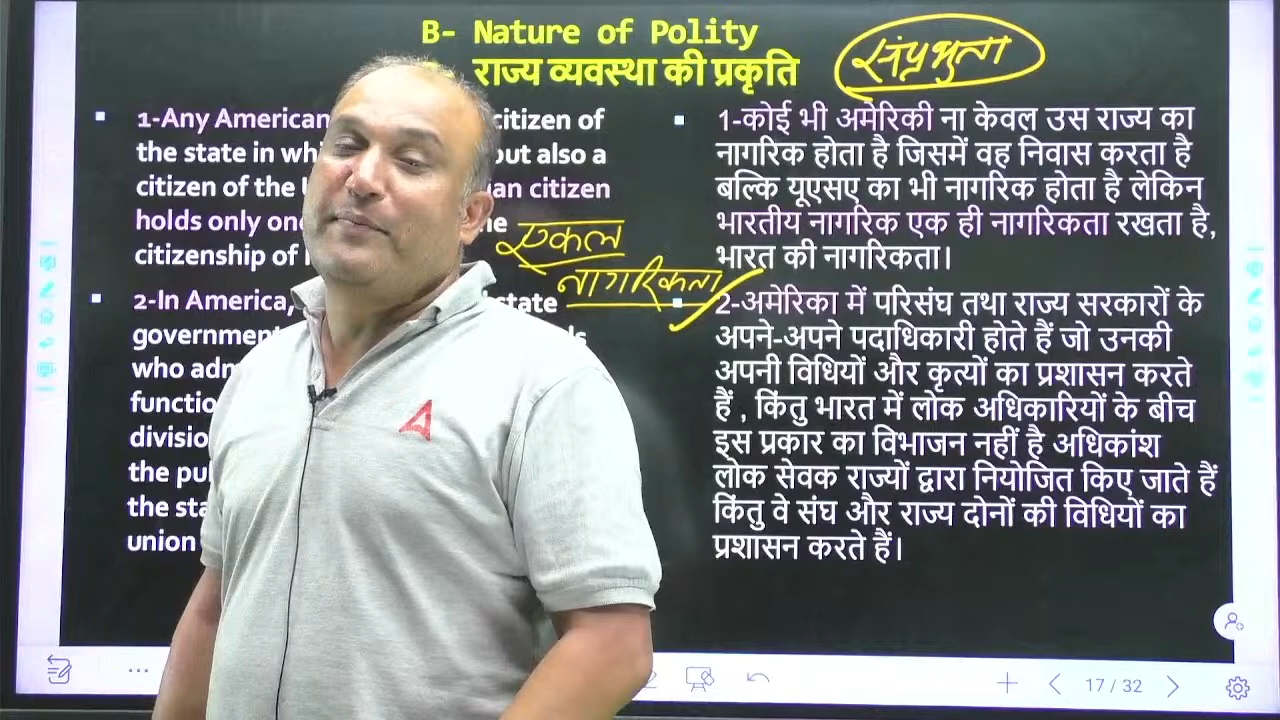 B- Nature of Polity
राज्य व्यवस्था की प्रकृति
संप्रभुता
1-Any American citizen of
the state in whi but also a
citizen of the an citizen
holds only one
citizenship of
2-In America, state
government
who adm
functio
divisio
the pu
the sta
union
एकल
नागरिकता
1-कोई भी अमेरिकी ना केवल उस राज्य का
नागरिक होता है जिसमें वह निवास करता है
बल्कि यूएसए का भी नागरिक होता है लेकिन
भारतीय नागरिक एक ही नागरिकता रखता है,
भारत की नागरिकता।
2-अमेरिका में परिसंघ तथा राज्य सरकारों के
अपने-अपने पदाधिकारी होते हैं जो उनकी
अपनी विधियों और कृत्यों का प्रशासन करते
हैं , किंतु भारत में लोक अधिकारियों के बीच
इस प्रकार का विभाजन नहीं है अधिकांश
लोक सेवक राज्यों द्वारा नियोजित किए जाते हैं
किंतु वे संघ और राज्य दोनों की विधियों का
प्रशासन करते हैं।
17 / 32